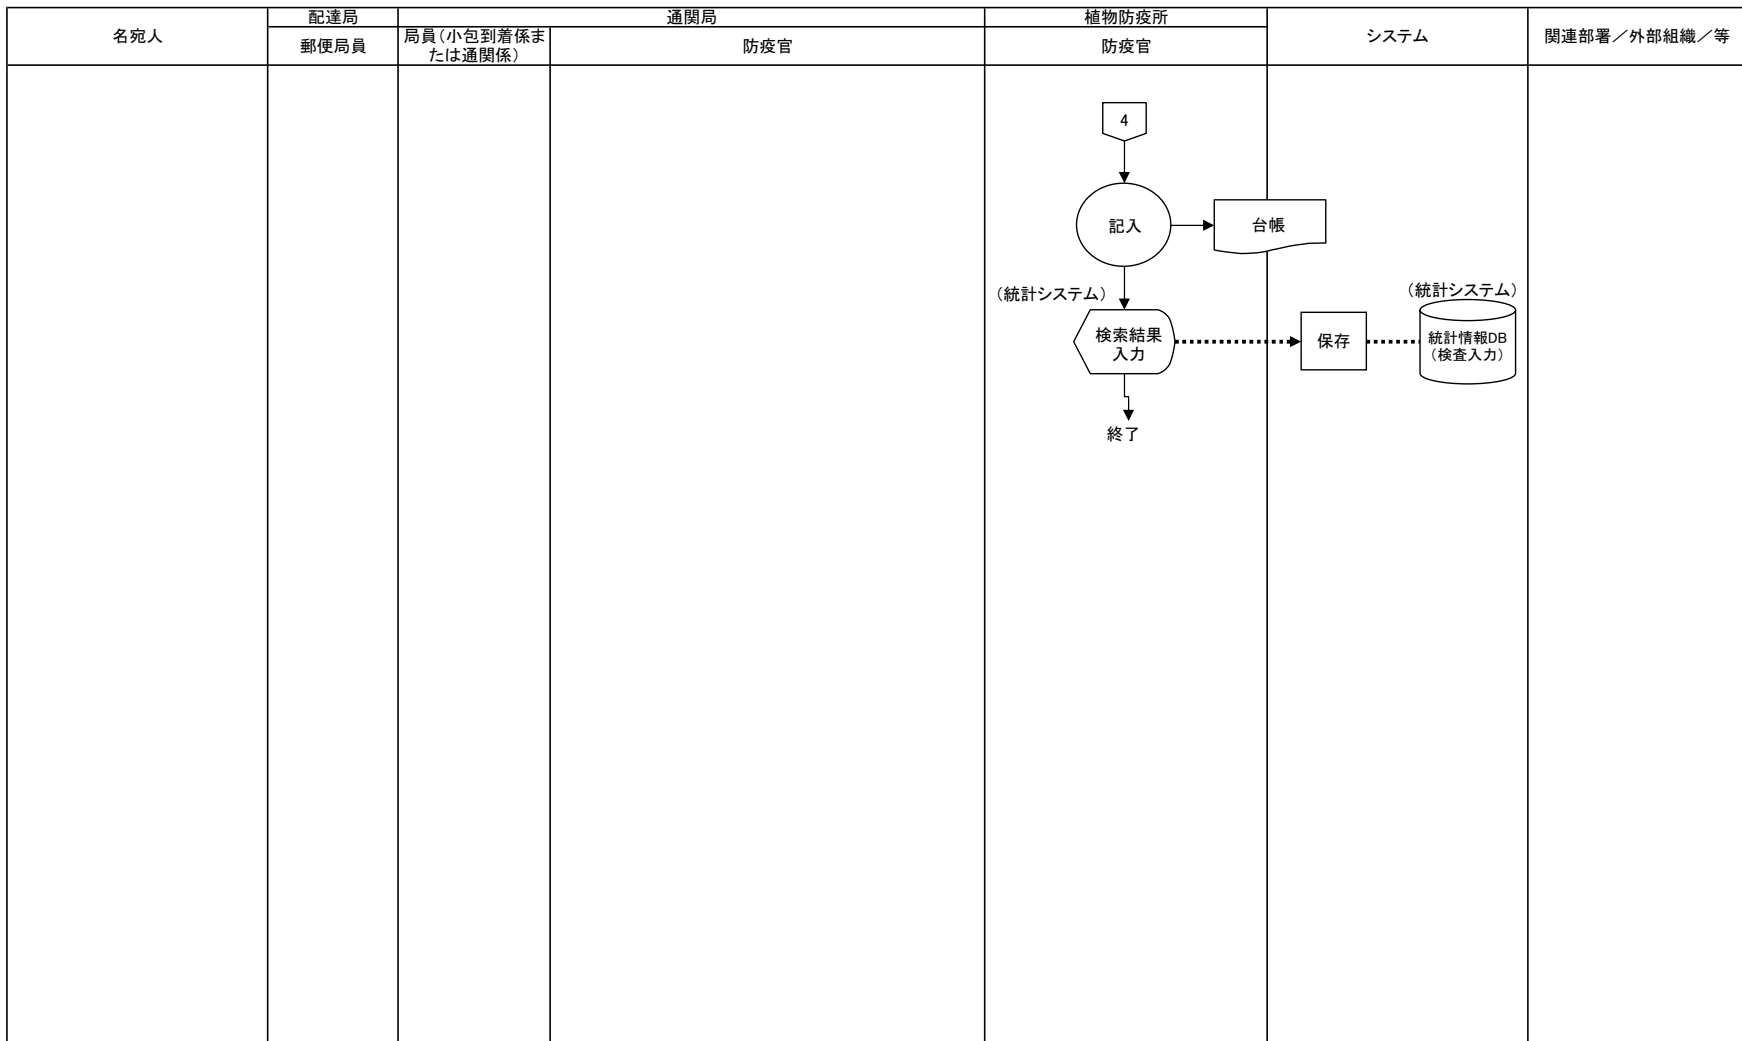 名宛人
配達局
郵便局員
通関局
局員（小包到着係ま
たは通関係）
防疫官
植物防疫所
防疫官
システム
関連部署／外部組織／等
4
記入
台帳
（統計システム）
検索結果
入力
保存
（統計システム）
統計情報DB
（検査入力）
終了